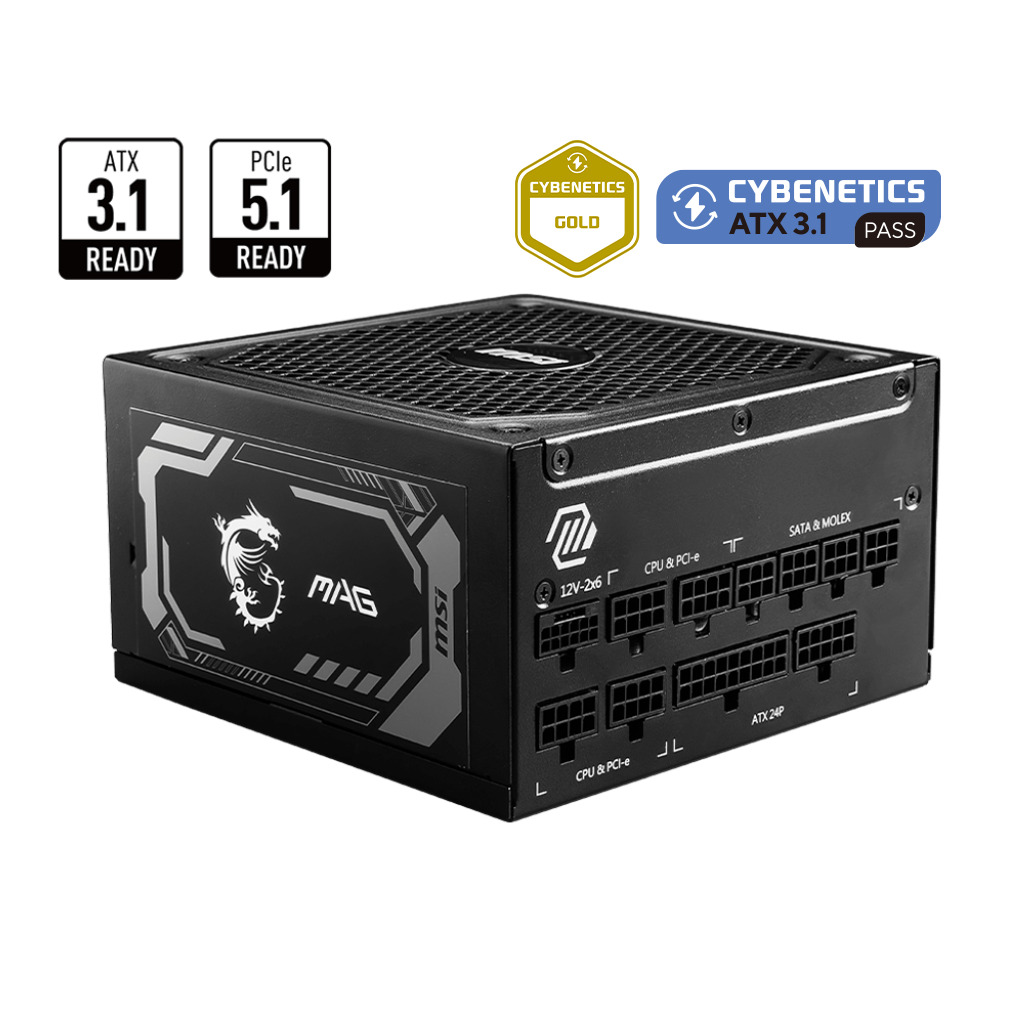 ATX
3.1
READY
PCIe
5.1
READY
CYBENETICS
GOLD
CYBENETICS
ATX 3.1
PASS
msi
MAG
msi
SATA & MOLEX
CPU & PCI-e
12V-2x6
ATX 24P
CPU & PCI-e